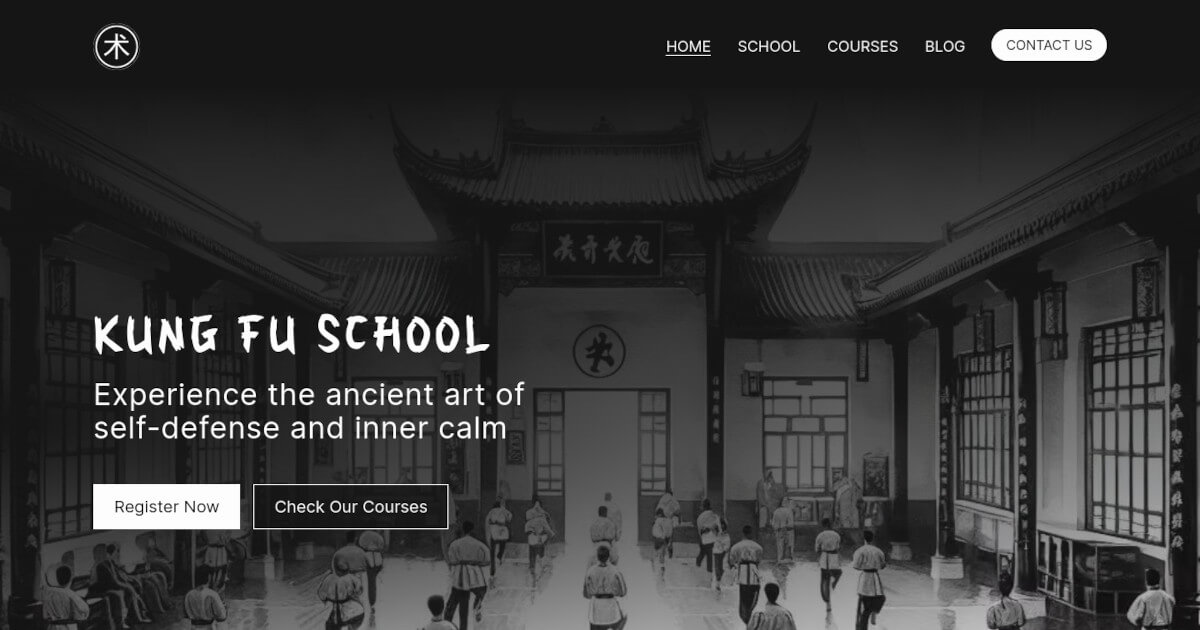 术
HOME SCHOOL COURSES BLOG CONTACT US
KUNG FU SCHOOL
Experience the ancient art of
self-defense and inner calm
Register Now Check Our Courses